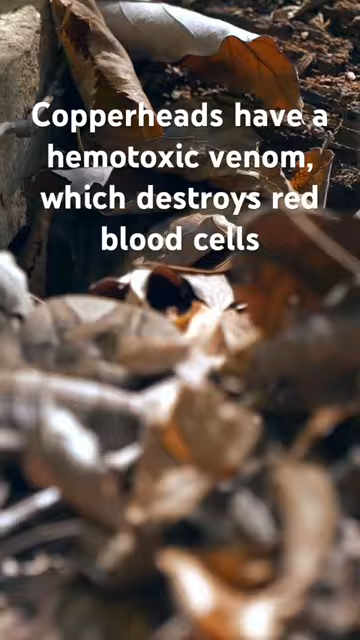 Copperheads have a
hemotoxic venom,
which destroys red
blood cells